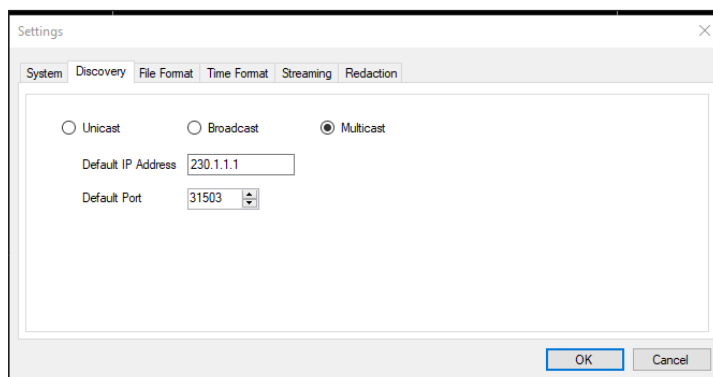 Settings
System Discovery File Format Time Format Streaming Redaction
Unicast Broadcast Multicast
Default IP Address 230.1.1.1
Default Port 31503
OK Cancel